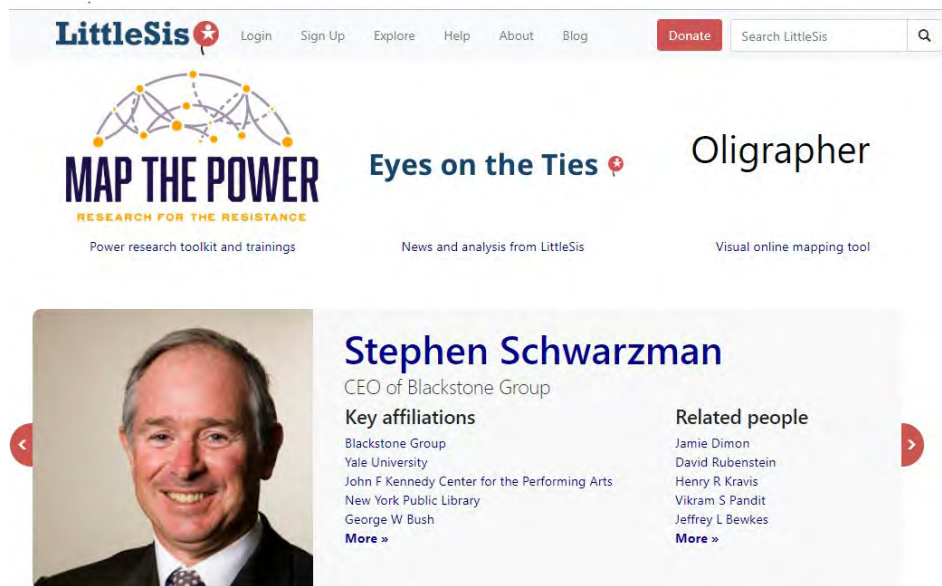 LittleSis Login Sign Up Explore Help About Blog Donate Search LittleSis
MAP THE POWER
RESEARCH FOR THE RESISTANCE
Power research toolkit and trainings
Eyes on the Ties
News and analysis from LittleSis
Oligrapher
Visual online mapping tool
Stephen Schwarzman
CEO of Blackstone Group
Key affiliations
Blackstone Group
Yale University
John F Kennedy Center for the Performing Arts
New York Public Library
George W Bush
More »
Related people
Jamie Dimon
David Rubenstein
Henry R Kravis
Vikram S Pandit
Jeffrey L Bewkes
More »